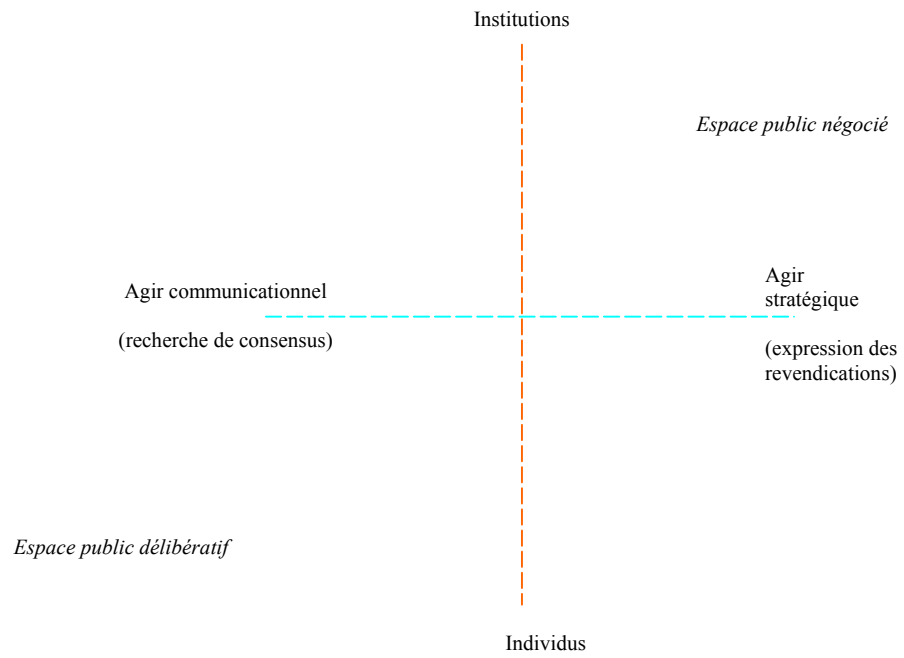 Institutions
Espace public négocié
Agir communicationnel
(recherche de consensus)
Agir
stratégique
(expression des
revendications)
Espace public délibératif
Individus